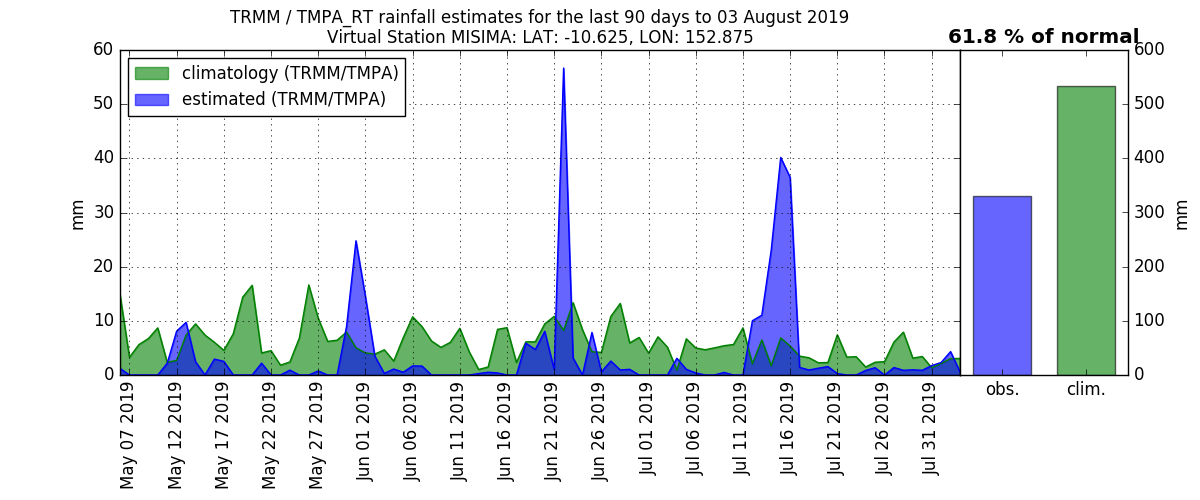 TRMM / TMPA_RT rainfall estimates for the last 90 days to 03 August 2019
Virtual Station MISIMA: LAT: -10.625, LON: 152.875
61.8 % of normal
climatology (TRMM/TMPA)
estimated (TRMM/TMPA)
60
50
40
30
20
10
0
mm
May 07 2019
May 12 2019
May 17 2019
May 22 2019
May 27 2019
Jun 01 2019
Jun 06 2019
Jun 11 2019
Jun 16 2019
Jun 21 2019
Jun 26 2019
Jul 01 2019
Jul 06 2019
Jul 11 2019
Jul 16 2019
Jul 21 2019
Jul 26 2019
Jul 31 2019
obs.
clim.
600
500
400
300
200
100
0
mm